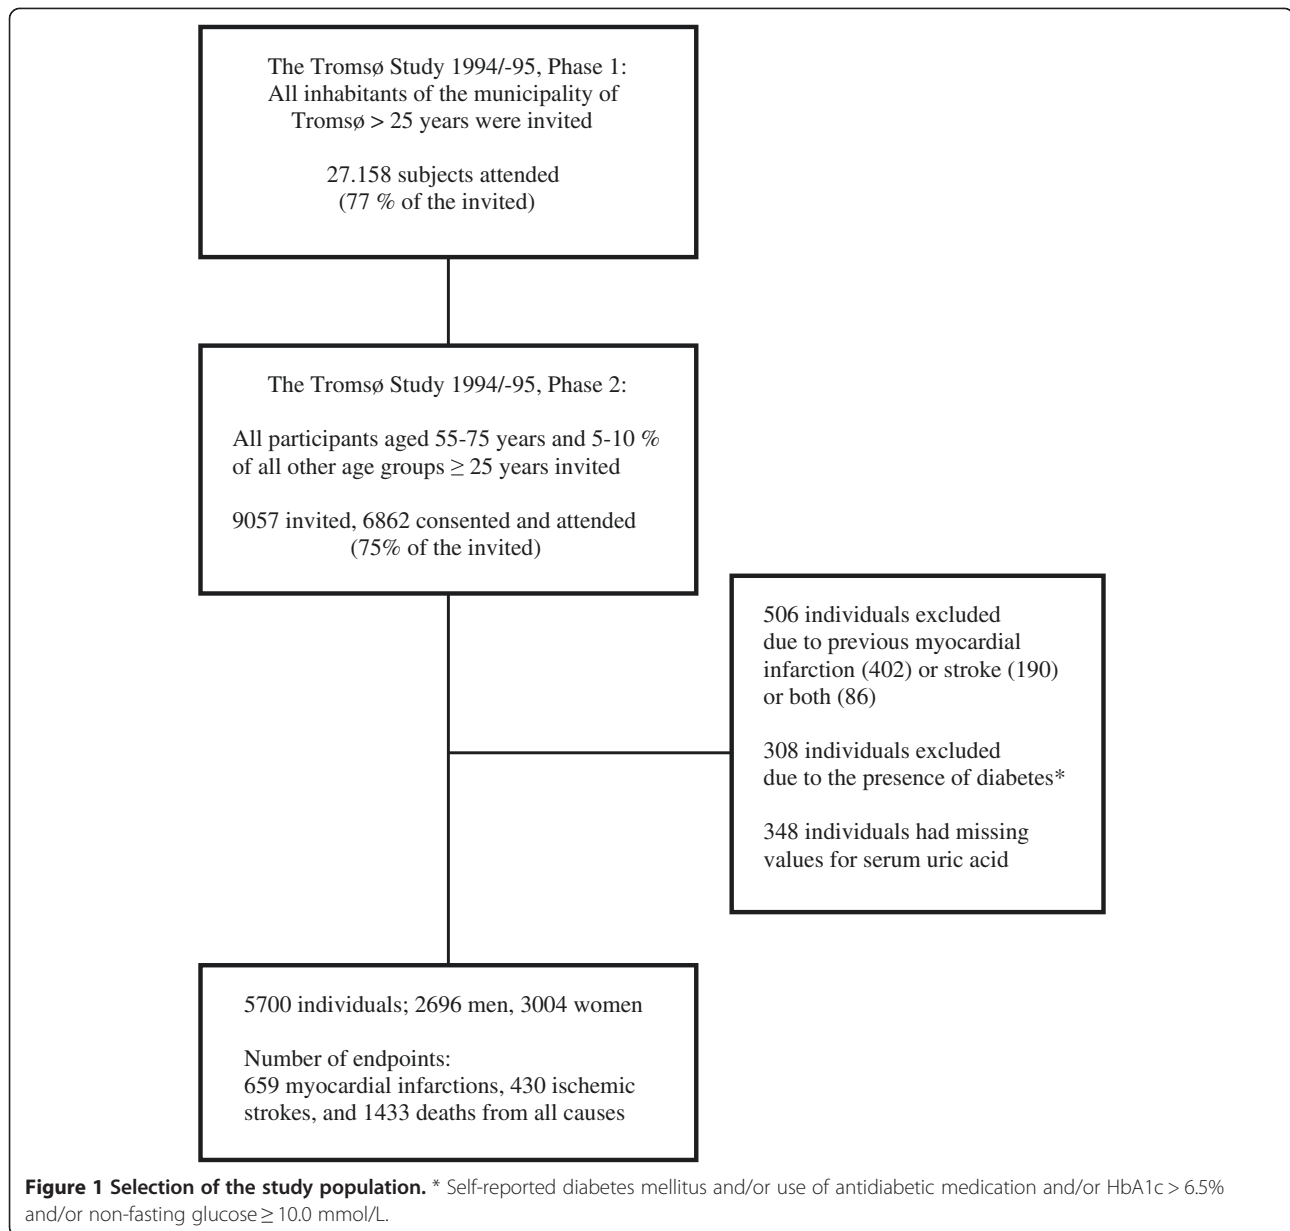 The Tromsø Study 1994/-95, Phase 1:
All inhabitants of the municipality of
Tromsø > 25 years were invited
27.158 subjects attended
(77 % of the invited)
The Tromsø Study 1994/-95, Phase 2:
All participants aged 55-75 years and 5-10 %
of all other age groups ≥ 25 years invited
9057 invited, 6862 consented and attended
(75% of the invited)
506 individuals excluded
due to previous myocardial
infarction (402) or stroke (190)
or both (86)
308 individuals excluded
due to the presence of diabetes*
348 individuals had missing
values for serum uric acid
5700 individuals; 2696 men, 3004 women
Number of endpoints:
659 myocardial infarctions, 430 ischemic
strokes, and 1433 deaths from all causes
Figure 1 Selection of the study population. * Self-reported diabetes mellitus and/or use of antidiabetic medication and/or HbA1c > 6.5%
and/or non-fasting glucose ≥ 10.0 mmol/L.